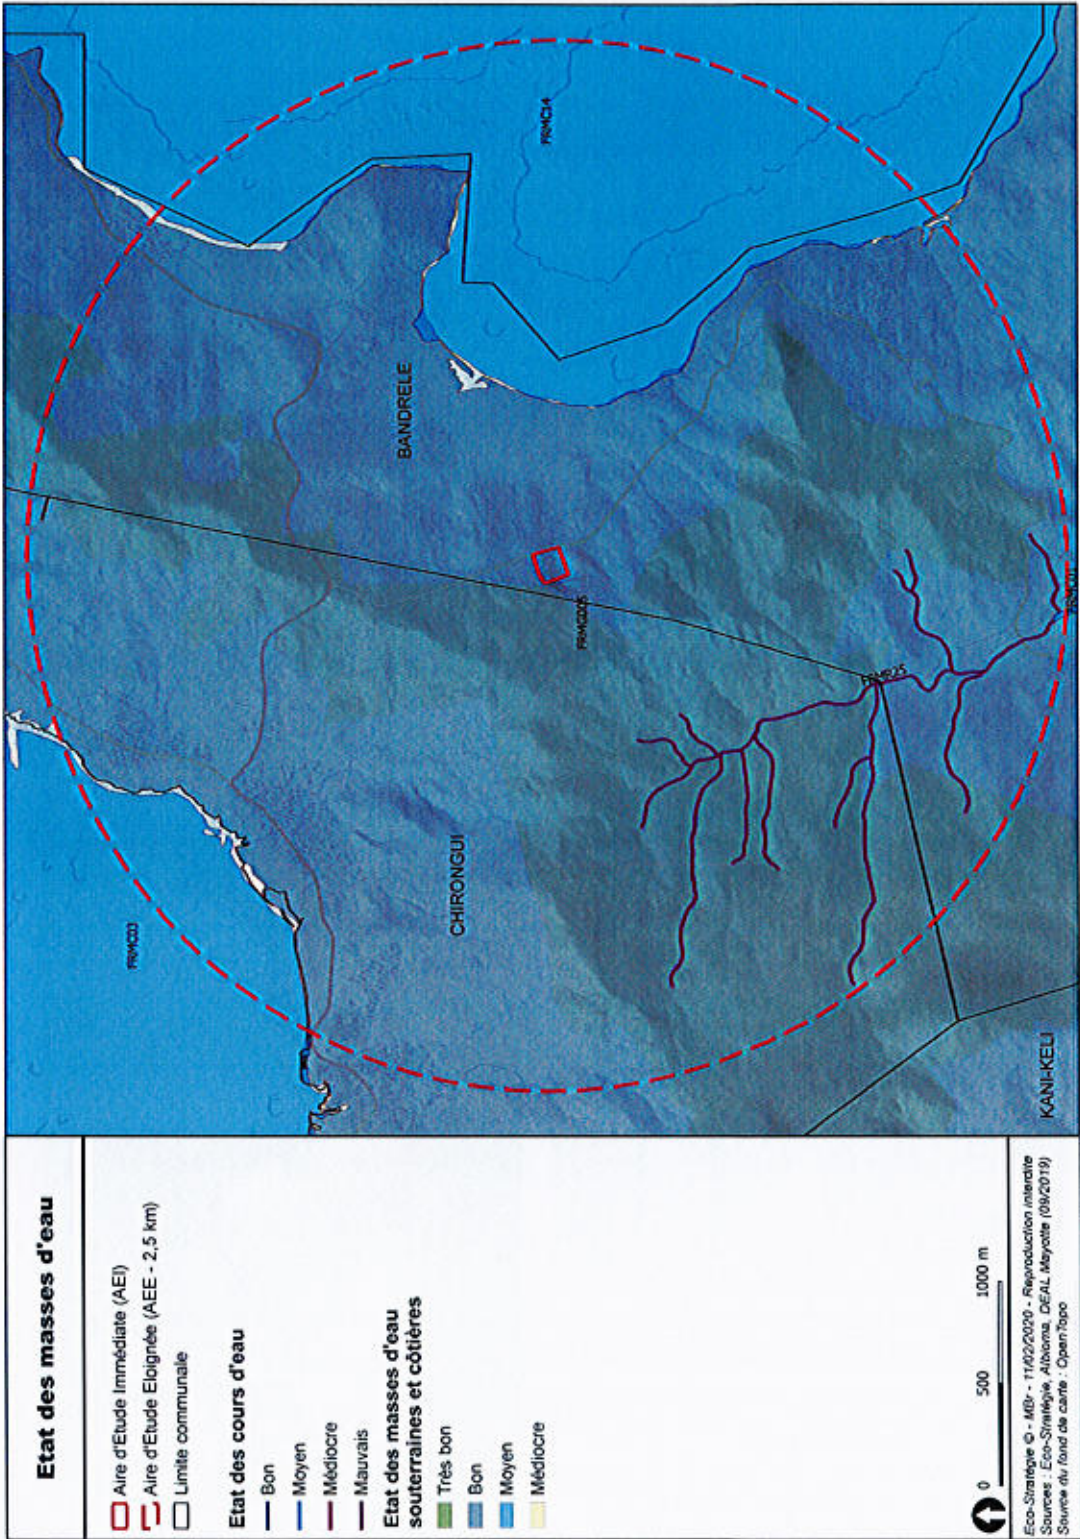 Etat des masses d'eau
Aire d'Etude Immédiate (AEI)
Aire d'Etude Eloignée (AEE - 2,5 km)
Limite communale
Etat des cours d'eau
Bon
Moyen
Médiocre
Mauvais
Etat des masses d'eau
souterraines et côtières
Très bon
Bon
Moyen
Médiocre
0 500 1000 m
Eco-Stratégie © - MBr - 11/02/2020 - Reproduction interdite
Sources : Eco-Stratégie, Albioma, DEAL Mayotte (09/2019)
Source du fond de carte : OpenTopo
FRMC03
CHIRONGUI
BANDRELE
FRMC14
FRMG005
FRMR25
KANI-KELI